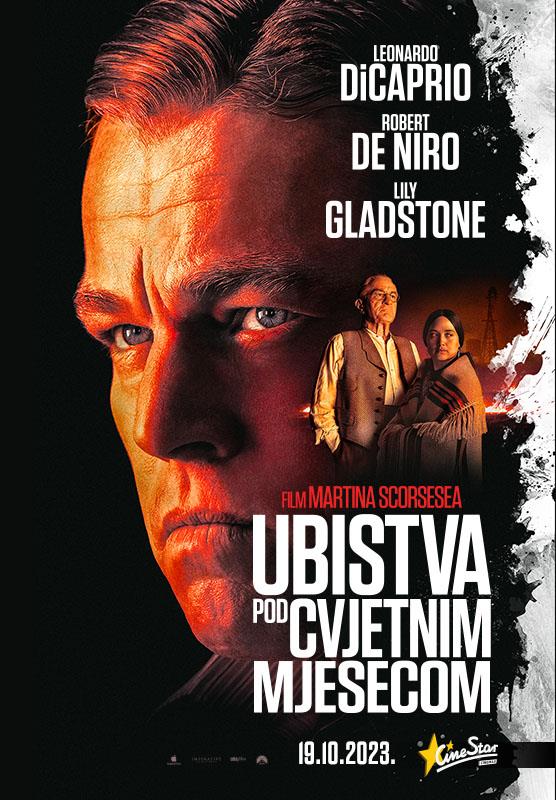 LEONARDO
DiCAPRIO
ROBERT
DE NIRO
LILY
GLADSTONE
FILM MARTINA SCORSESEA
UBISTVA
POD CVJETNIM
MJESECOM
19.10.2023.
CineStar